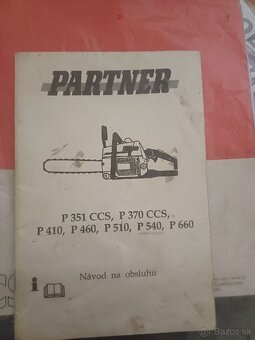 PARTNER
P 351 CCS, P 370 CCS,
P 410, P 460, P 510, P 540, P 660
i
Návod na obsluhu
bazos.sk